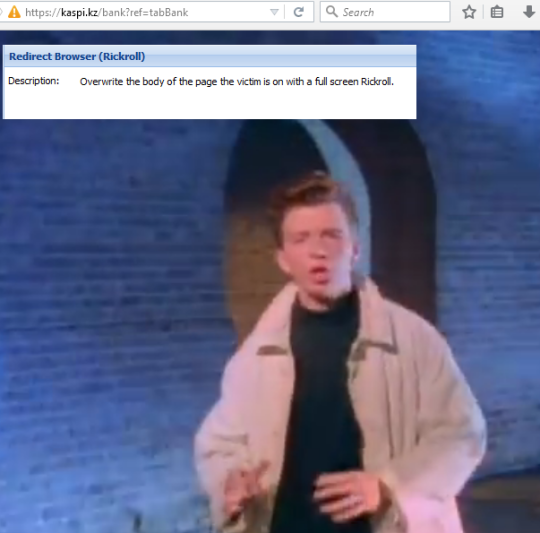 https://kaspi.kz/bank?ref=tabBank
Search
Redirect Browser (Rickroll)
Description: Overwrite the body of the page the victim is on with a full screen Rickroll.